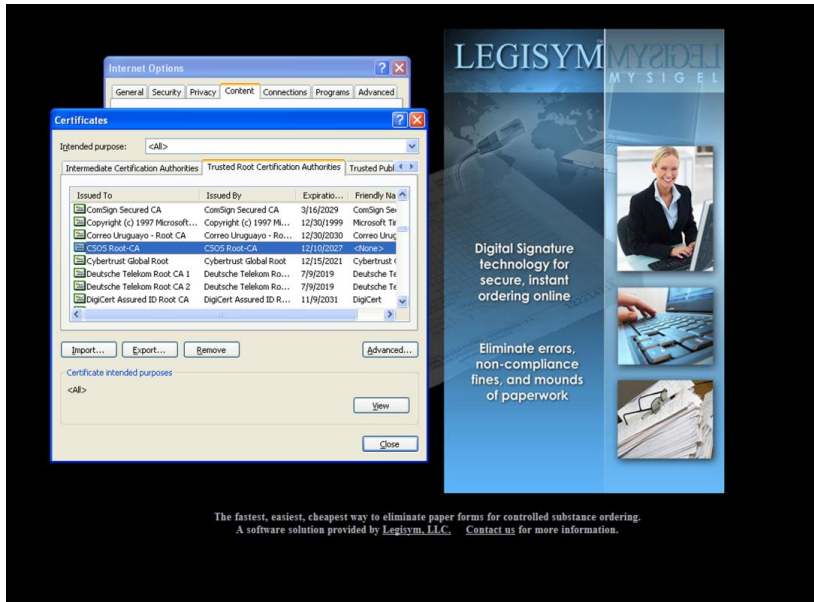 Internet Options
General Security Privacy Content Connections Programs Advanced
Certificates
Intended purpose: <All>
Intermediate Certification Authorities Trusted Root Certification Authorities Trusted Publ
Issued To Issued By Expiratio... Friendly Na
ComSign Secured CA ComSign Secured CA 3/16/2029 ComSign Sec
Copyright (c) 1997 Microsoft... Copyright (c) 1997 Mi... 12/30/1999 Microsoft Tir
Correo Uruguayo - Root CA Correo Uruguayo - Ro... 12/30/2030 Correo Urug
CSOS Root-CA CSOS Root-CA 12/10/2027 <None>
Cybertrust Global Root Cybertrust Global Root 12/15/2021 Cybertrust
Deutsche Telekom Root CA 1 Deutsche Telekom Ro... 7/9/2019 Deutsche Te
Deutsche Telekom Root CA 2 Deutsche Telekom Ro... 7/9/2019 Deutsche Te
DigiCert Assured ID Root CA DigiCert Assured ID R... 11/9/2031 DigiCert
Import... Export... Remove Advanced...
Certificate intended purposes
<All>
View
Close
LEGISYM
MY SIGEL
Digital Signature
technology for
secure, instant
ordering online
Eliminate errors,
non-compliance
fines, and mounds
of paperwork
The fastest, easiest, cheapest way to eliminate paper forms for controlled substance ordering.
A software solution provided by Legisym, LLC. Contact us for more information.